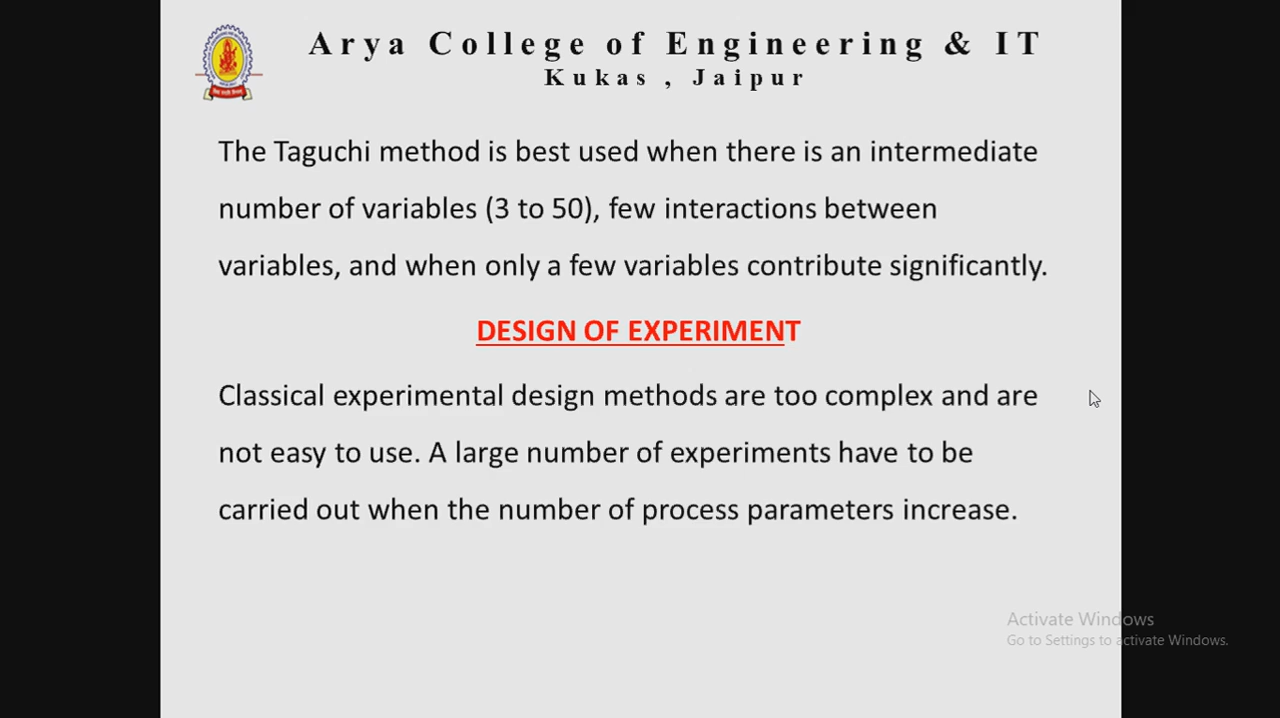 Arya College of Engineering & IT
Kukas , Jaipur
The Taguchi method is best used when there is an intermediate
number of variables (3 to 50), few interactions between
variables, and when only a few variables contribute significantly.
DESIGN OF EXPERIMENT
Classical experimental design methods are too complex and are
not easy to use. A large number of experiments have to be
carried out when the number of process parameters increase.
Activate Windows
Go to Settings to activate Windows.